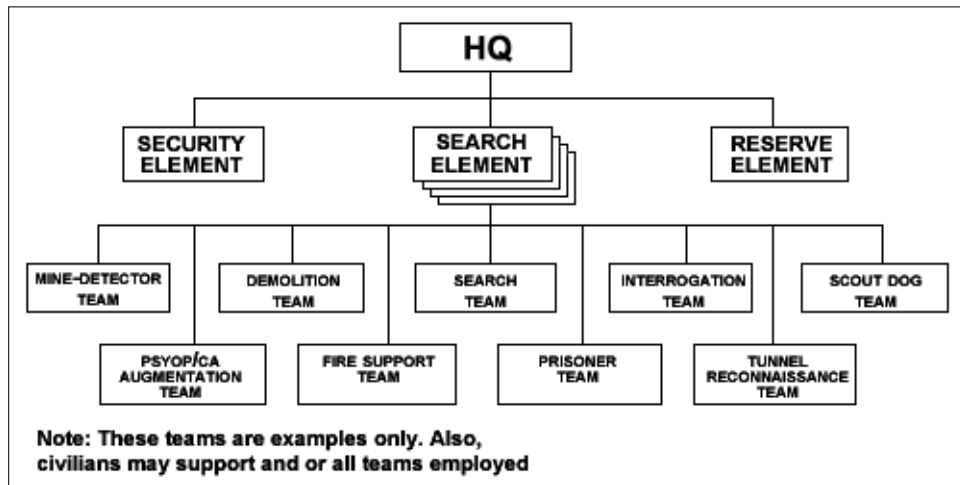 HQ
SECURITY
ELEMENT
SEARCH
ELEMENT
RESERVE
ELEMENT
MINE-DETECTOR
TEAM
DEMOLITION
TEAM
SEARCH
TEAM
INTERROGATION
TEAM
SCOUT DOG
TEAM
PSYOP/CA
AUGMENTATION
TEAM
FIRE SUPPORT
TEAM
PRISONER
TEAM
TUNNEL
RECONNAISSANCE
TEAM
Note: These teams are examples only. Also,
civilians may support and or all teams employed